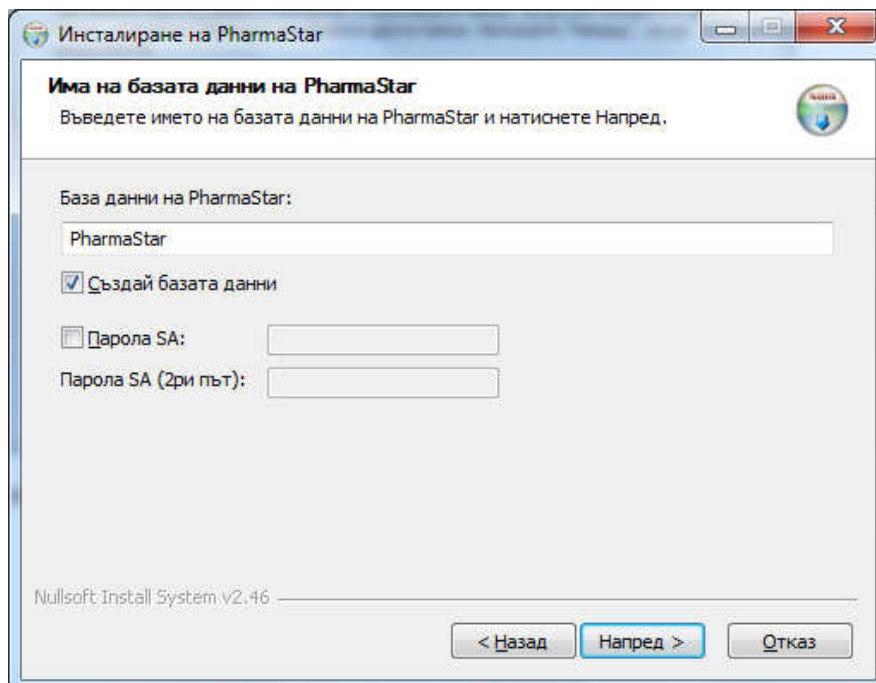 Инсталиране на PharmaStar
Има на базата данни на PharmaStar
Въведете името на базата данни на PharmaStar и натиснете Напред.
База данни на PharmaStar:
PharmaStar
Създай базата данни
Парола SA:
Парола SA (2ри път):
Nullsoft Install System v2.46
< Назад
Напред >
Отказ